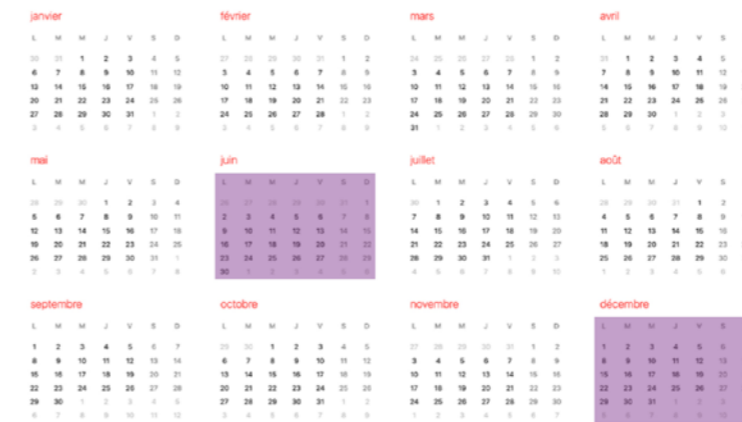 janvier
L M M J V S D
30 31 1 2 3 4 5
6 7 8 9 10 11 12
13 14 15 16 17 18 19
20 21 22 23 24 25 26
27 28 29 30 31 1 2
3 4 5 6 7 8 9
février
L M M J V S D
27 28 29 30 31 1 2
3 4 5 6 7 8 9
10 11 12 13 14 15 16
17 18 19 20 21 22 23
24 25 26 27 28 1 2
3 4 5 6 7 8 9
mars
L M M J V S D
24 25 26 27 28 1 2
3 4 5 6 7 8 9
10 11 12 13 14 15 16
17 18 19 20 21 22 23
24 25 26 27 28 29 30
31 1 2 3 4 5 6
avril
L M M J V S
31 1 2 3 4 5
7 8 9 10 11 12
14 15 16 17 18 19
21 22 23 24 25 26
28 29 30 1 2 3
5 6 7 8 9 10
mai
L M M J V S D
28 29 30 1 2 3 4
5 6 7 8 9 10 11
12 13 14 15 16 17 18
19 20 21 22 23 24 25
26 27 28 29 30 31 1
2 3 4 5 6 7 8
juin
L M M J V S D
26 27 28 29 30 31 1
2 3 4 5 6 7 8
9 10 11 12 13 14 15
16 17 18 19 20 21 22
23 24 25 26 27 28 29
30 1 2 3 4 5 6
juillet
L M M J V S D
30 1 2 3 4 5 6
7 8 9 10 11 12 13
14 15 16 17 18 19 20
21 22 23 24 25 26 27
28 29 30 31 1 2 3
4 5 6 7 8 9 10
août
L M M J V S
28 29 30 31 1 2
4 5 6 7 8 9
11 12 13 14 15 16
18 19 20 21 22 23
25 26 27 28 29 30
1 2 3 4 5 6
septembre
L M M J V S D
1 2 3 4 5 6 7
8 9 10 11 12 13 14
15 16 17 18 19 20 21
22 23 24 25 26 27 28
29 30 1 2 3 4 5
6 7 8 9 10 11 12
octobre
L M M J V S D
29 30 1 2 3 4 5
6 7 8 9 10 11 12
13 14 15 16 17 18 19
20 21 22 23 24 25 26
27 28 29 30 31 1 2
3 4 5 6 7 8 9
novembre
L M M J V S D
27 28 29 30 31 1 2
3 4 5 6 7 8 9
10 11 12 13 14 15 16
17 18 19 20 21 22 23
24 25 26 27 28 29 30
1 2 3 4 5 6 7
décembre
L M M J V S
1 2 3 4 5 6
8 9 10 11 12 13
15 16 17 18 19 20
22 23 24 25 26 27
29 30 31 1 2 3
5 6 7 8 9 10